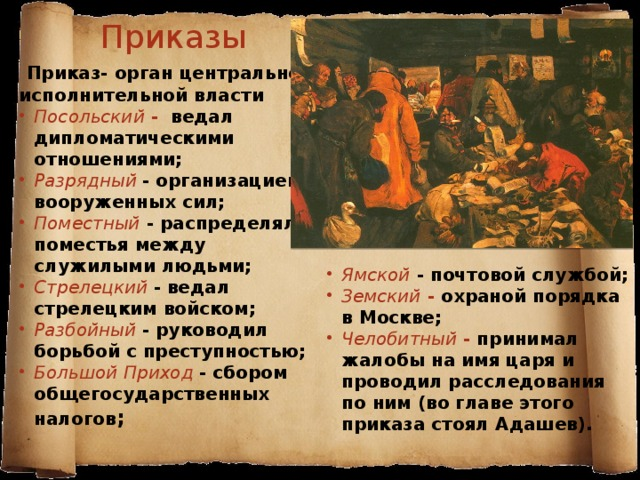 Приказы
Приказ- орган центрально
исполнительной власти
• Посольский - ведал
дипломатическими
отношениями;
• Разрядный - организацие
вооруженных сил;
• Поместный - распределял
поместья между
служилыми людьми;
• Стрелецкий - ведал
стрелецким войском;
• Разбойный - руководил
борьбой с преступностью;
• Большой Приход - сбором
общегосударственных
налогов;
• Ямской - почтовой службой;
• Земский - охраной порядка
в Москве;
• Челобитный - принимал
жалобы на имя царя и
проводил расследования
по ним (во главе этого
приказа стоял Адашев).